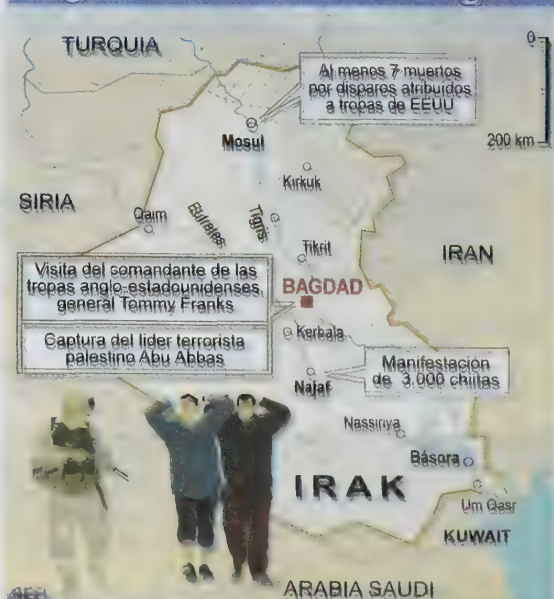 TURQUIA
0
Al menos 7 muertos
por disparos atribuidos
a tropas de EEUU
200 km
Mosul
Kirkuk
SIRIA
Qaim
Eufrates
Tigris
Tikrit
IRAN
Visita del comandante de las
tropas anglo-estadounidenses,
general Tommy Franks
BAGDAD
Captura del líder terrorista
palestino Abu Abbas
Kerbala
Manifestación
de 3.000 chiitas
Najaf
Nassiriya
Básora
IRAK
Um Qasr
KUWAIT
ARABIA SAUDI